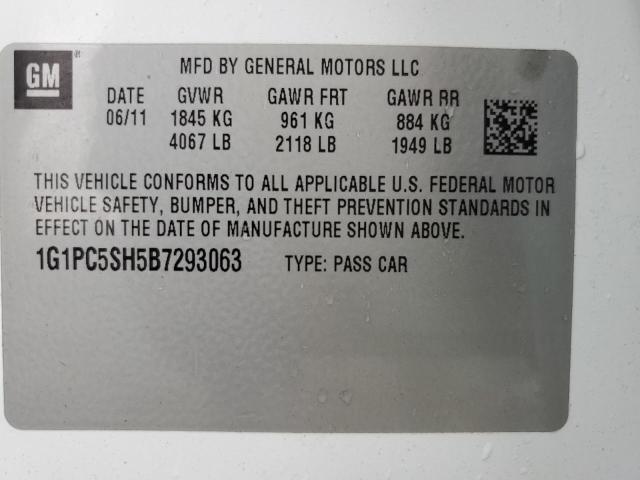 GM ®
MFD BY GENERAL MOTORS LLC
DATE GVWR GAWR FRT GAWR RR
06/11 1845 KG 961 KG 884 KG
4067 LB 2118 LB 1949 LB
THIS VEHICLE CONFORMS TO ALL APPLICABLE U.S. FEDERAL MOTOR
VEHICLE SAFETY, BUMPER, AND THEFT PREVENTION STANDARDS IN
EFFECT ON THE DATE OF MANUFACTURE SHOWN ABOVE.
1G1PC5SH5B7293063 TYPE: PASS CAR